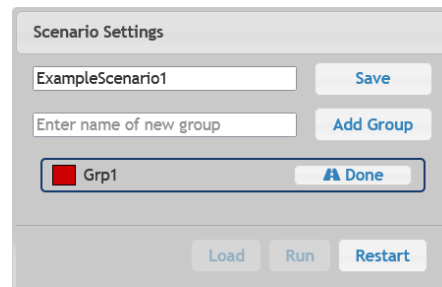 Scenario Settings
ExampleScenario1 Save
Enter name of new group Add Group
Grp1 Done
Load Run Restart